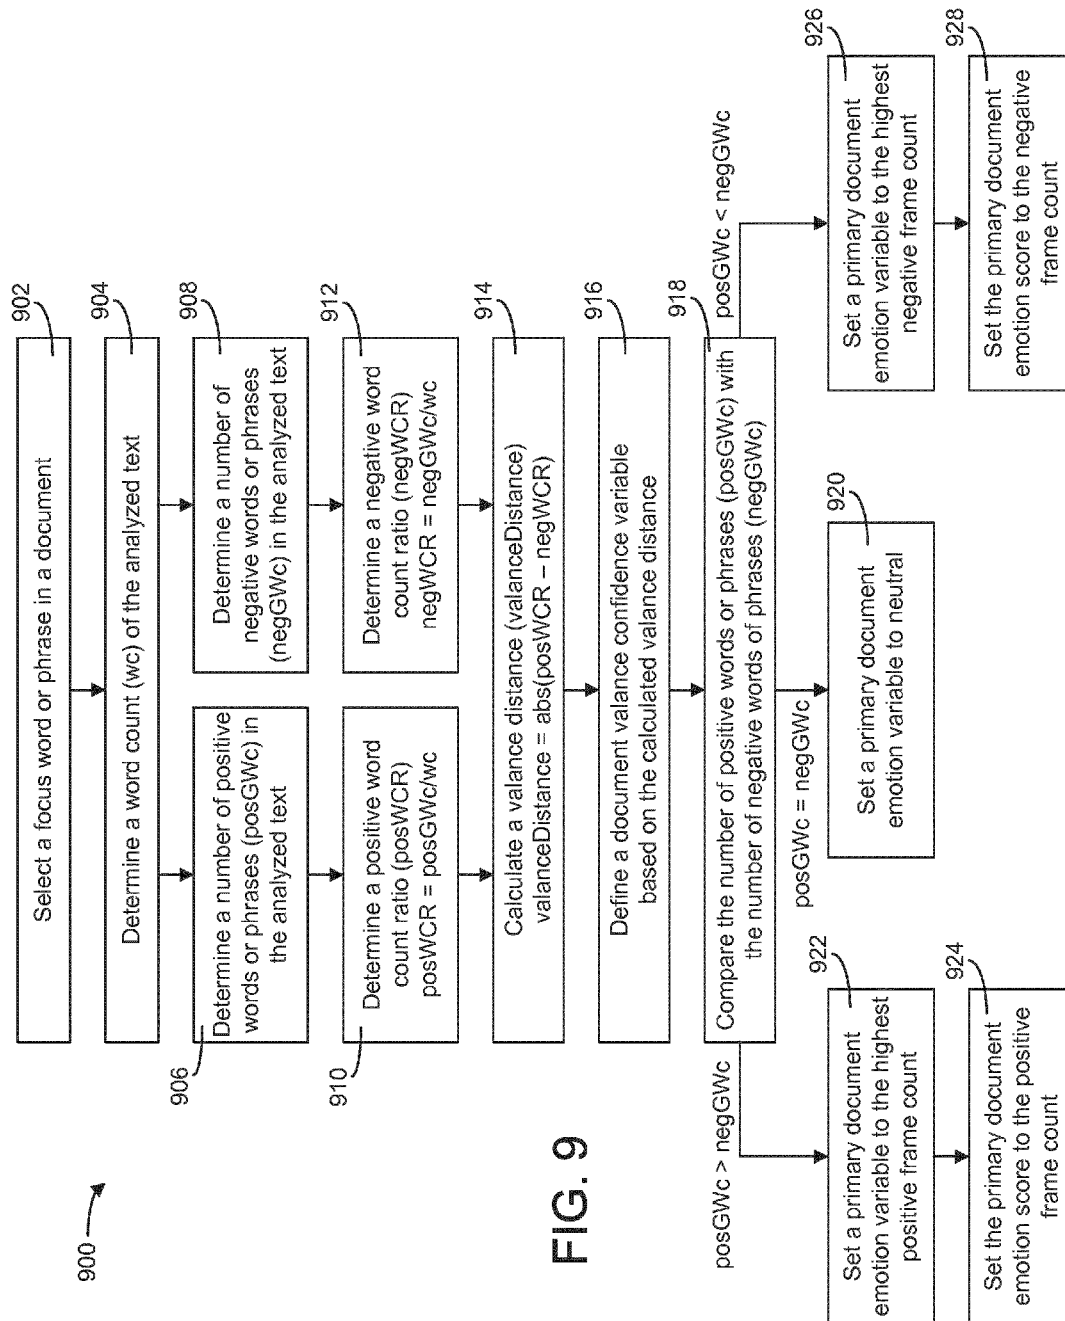 900
902
Select a focus word or phrase in a document
904
Determine a word count (wc) of the analyzed text
906
Determine a number of positive
words or phrases (posGWc) in
the analyzed text
908
Determine a number of
negative words or phrases
(negGWc) in the analyzed text
910
Determine a positive word
count ratio (posWCR)
posWCR = posGWc/wc
912
Determine a negative word
count ratio (negWCR)
negWCR = negGWc/wc
914
Calculate a valance distance (valanceDistance)
valanceDistance = abs(posWCR – negWCR)
916
Define a document valance confidence variable
based on the calculated valance distance
918
Compare the number of positive words or phrases (posGWc) with
the number of negative words of phrases (negGWc)
posGWc > negGWc
posGWc = negGWc
posGWc < negGWc
922
Set a primary document
emotion variable to the highest
positive frame count
924
Set the primary document
emotion score to the positive
frame count
920
Set a primary document
emotion variable to neutral
926
Set a primary document
emotion variable to the highest
negative frame count
928
Set the primary document
emotion score to the negative
frame count
FIG. 9